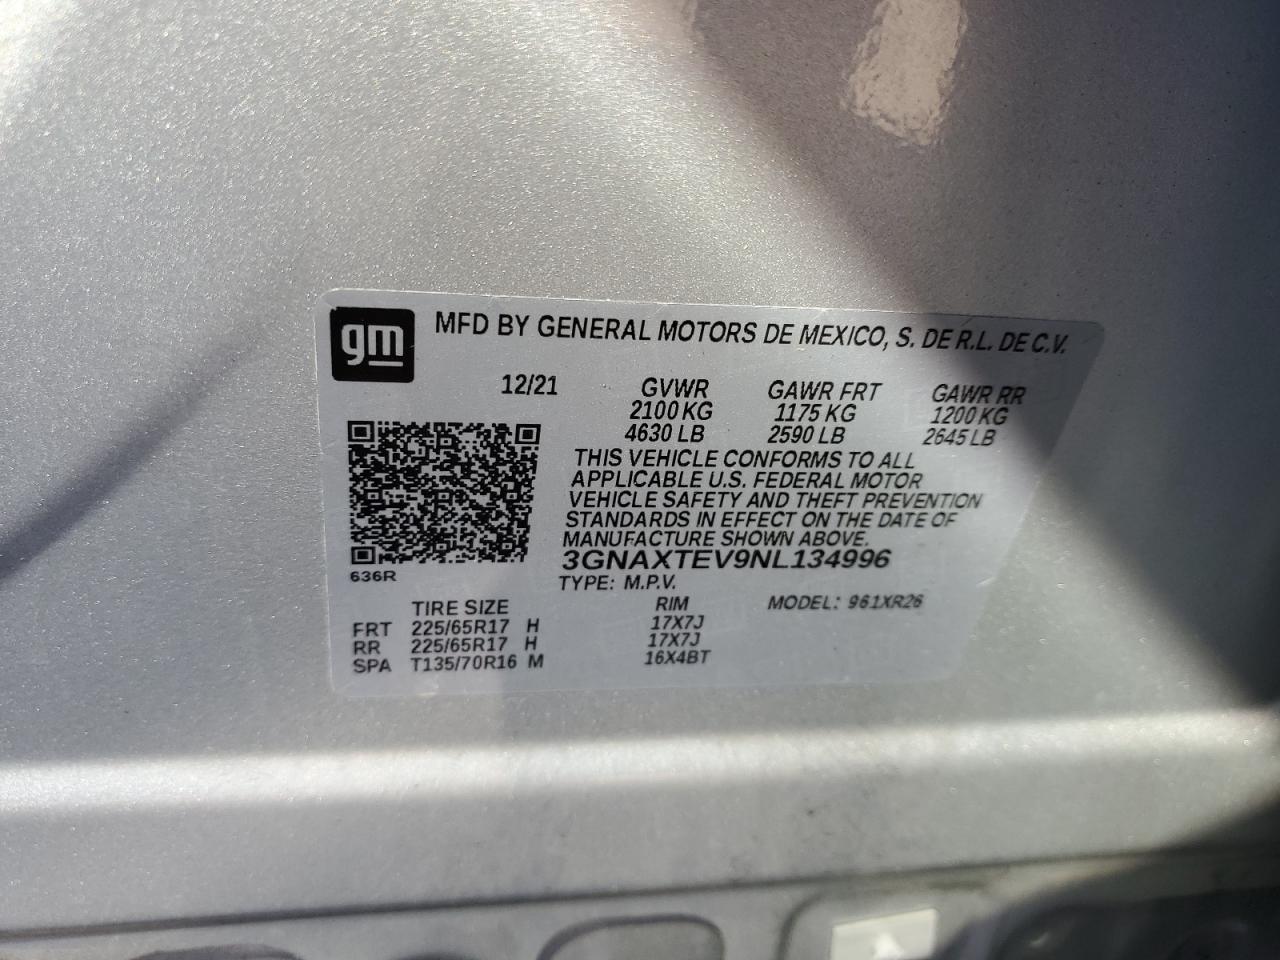 gm
MFD BY GENERAL MOTORS DE MEXICO, S. DE R.L. DE C.V.
12/21 GVWR GAWR FRT GAWR RR
2100 KG 1175 KG 1200 KG
4630 LB 2590 LB 2645 LB
THIS VEHICLE CONFORMS TO ALL
APPLICABLE U.S. FEDERAL MOTOR
VEHICLE SAFETY AND THEFT PREVENTION
STANDARDS IN EFFECT ON THE DATE OF
MANUFACTURE SHOWN ABOVE.
3GNAXTEV9NL134996
636R
TYPE: M.P.V.
TIRE SIZE RIM MODEL: 961XR26
FRT 225/65R17 H 17X7J
RR 225/65R17 H 17X7J
SPA T135/70R16 M 16X4BT